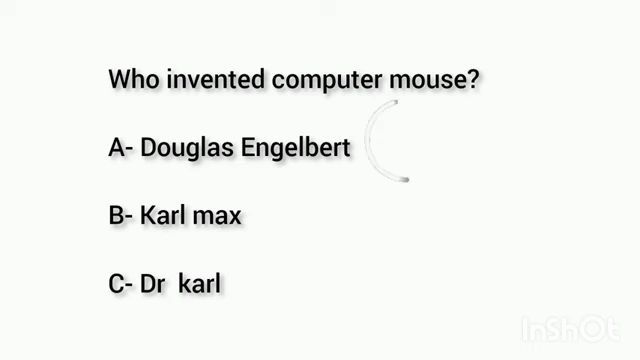 Who invented computer mouse?
A- Douglas Engelbert
B- Karl max
C- Dr karl
InShOt